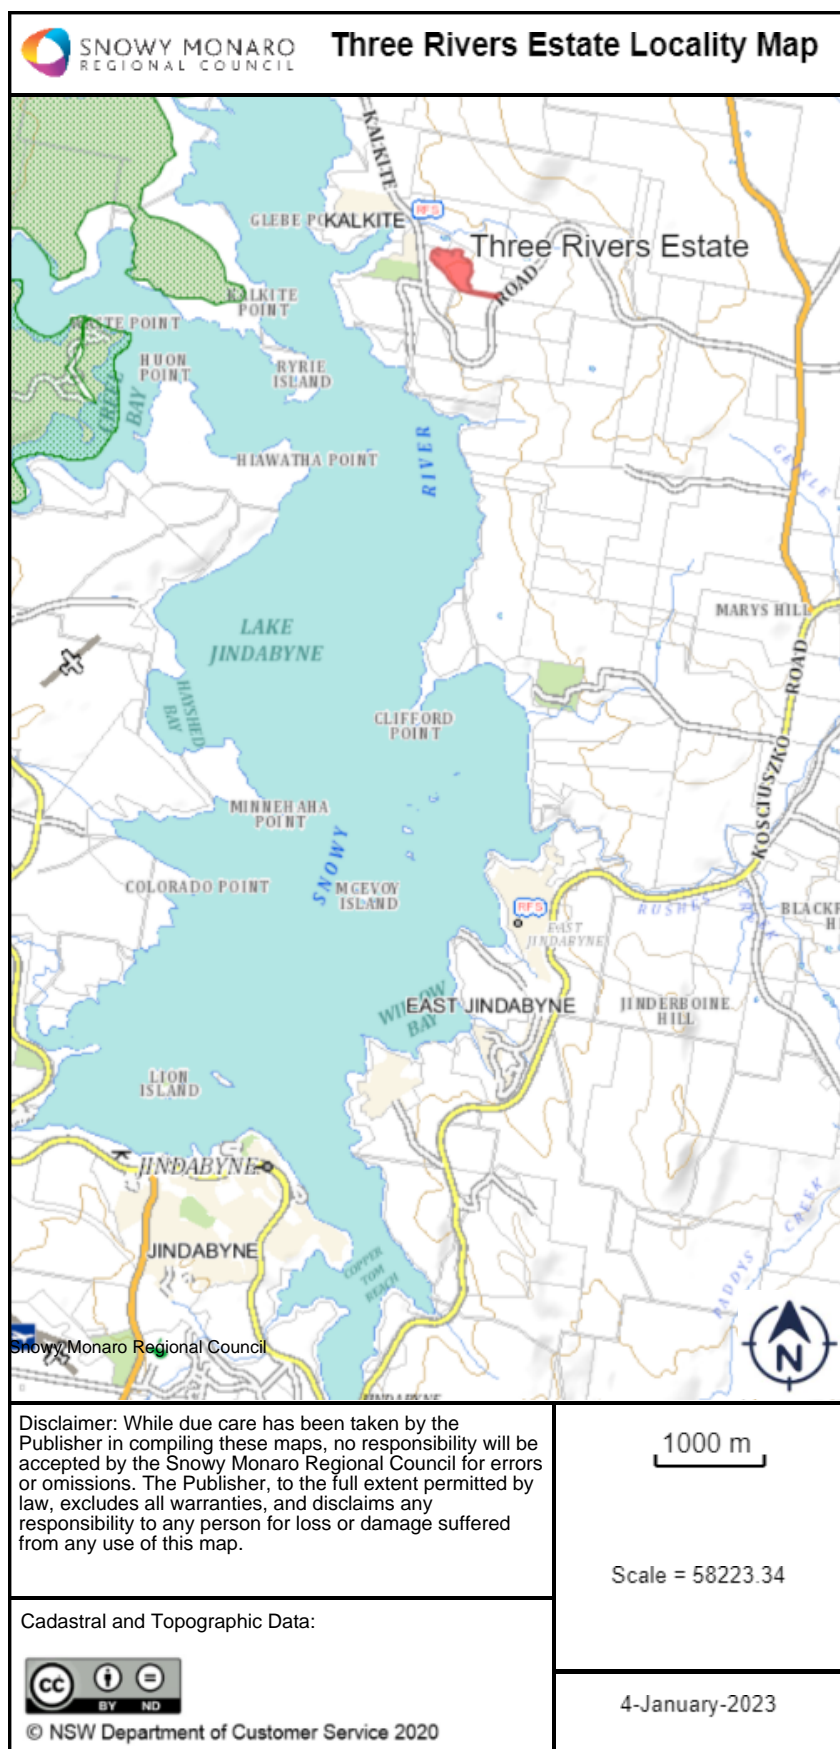 SNOWY MONARO
REGIONAL COUNCIL
Three Rivers Estate Locality Map
KALKITE
RFS
GLEBE
KALKITE
Three Rivers Estate
ROAD
KALKITE
POINT
POINT
HUON
POINT
CREEL
BAY
RYRIE
ISLAND
HIAWATHA POINT
RIVER
LAKE
JINDABYNE
MARYS HILL
KOSCIUSZKO ROAD
HAYSHED
BAY
CLIFFORD
POINT
MINNEHAHA
POINT
SNOWY
COLORADO POINT
MCEVOY
ISLAND
RFS
EAST
JINDABYNE
RUSHES
WILLOW
BAY
EAST JINDABYNE
JINDERBOINE
HILL
LION
ISLAND
JINDABYNE
JINDABYNE
COPPER
TOM
REACH
PADDYS CREEK
N
Snowy Monaro Regional Council
Disclaimer: While due care has been taken by the
Publisher in compiling these maps, no responsibility will be
accepted by the Snowy Monaro Regional Council for errors
or omissions. The Publisher, to the full extent permitted by
law, excludes all warranties, and disclaims any
responsibility to any person for loss or damage suffered
from any use of this map.
1000 m
Scale = 58223.34
Cadastral and Topographic Data:
cc
BY ND
© NSW Department of Customer Service 2020
4-January-2023